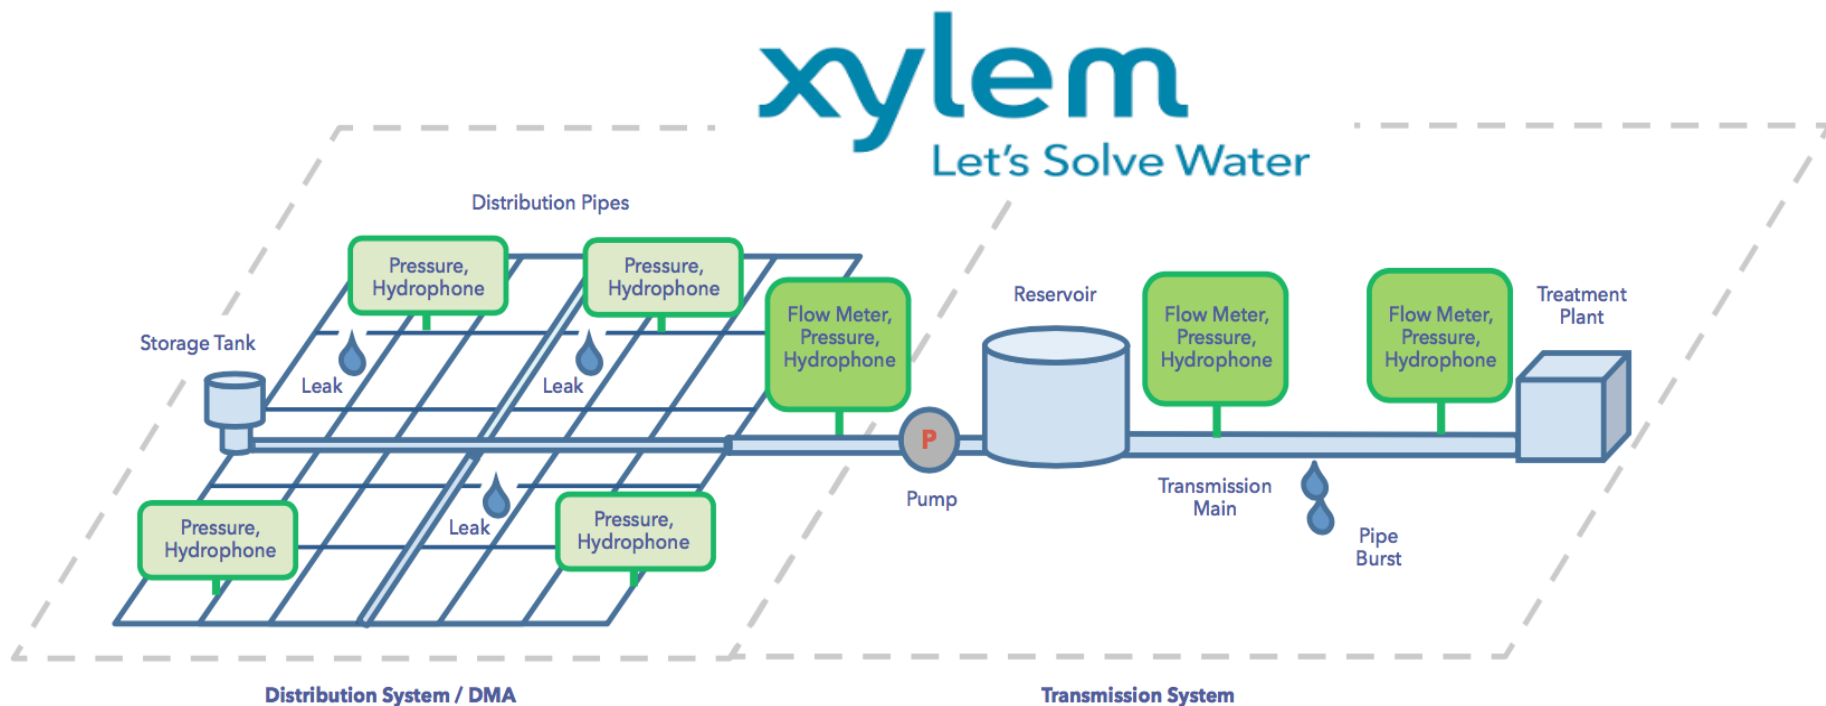 xylem
Let's Solve Water
Distribution Pipes
Pressure,
Hydrophone
Pressure,
Hydrophone
Flow Meter,
Pressure,
Hydrophone
Reservoir
Flow Meter,
Pressure,
Hydrophone
Flow Meter,
Pressure,
Hydrophone
Treatment
Plant
Storage Tank
Leak
Leak
P
Pump
Transmission
Main
Pipe
Burst
Leak
Pressure,
Hydrophone
Pressure,
Hydrophone
Distribution System / DMA
Transmission System